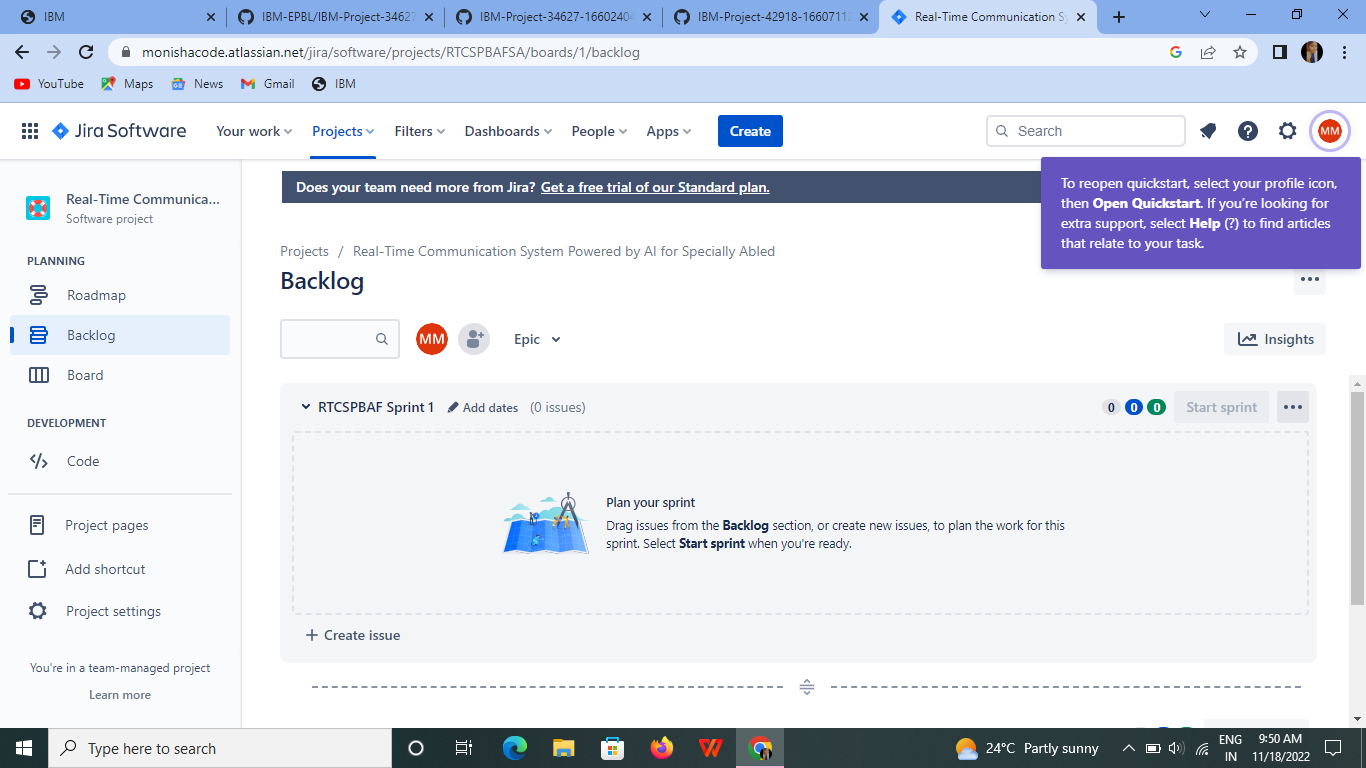 IBM
IBM-EPBL/IBM-Project-34627
IBM-Project-34627-16602404
IBM-Project-42918-1660711
Real-Time Communication Sy
monishacode.atlassian.net/jira/software/projects/RTCSPBAFSA/boards/1/backlog
YouTube Maps News Gmail IBM
Jira Software Your work Projects Filters Dashboards People Apps Create Search MM
Does your team need more from Jira? Get a free trial of our Standard plan.
To reopen quickstart, select your profile icon,
then Open Quickstart. If you're looking for
extra support, select Help (?) to find articles
that relate to your task.
Real-Time Communica...
Software project
PLANNING
Roadmap
Backlog
Board
DEVELOPMENT
Code
Project pages
Add shortcut
Project settings
You're in a team-managed project
Learn more
Projects / Real-Time Communication System Powered by AI for Specially Abled
Backlog
MM Epic Insights
RTCSPBAF Sprint 1 Add dates (0 issues) 0 0 0 Start sprint
Plan your sprint
Drag issues from the Backlog section, or create new issues, to plan the work for this
sprint. Select Start sprint when you're ready.
+ Create issue
Type here to search
24°C Partly sunny
ENG
IN
9:50 AM
11/18/2022